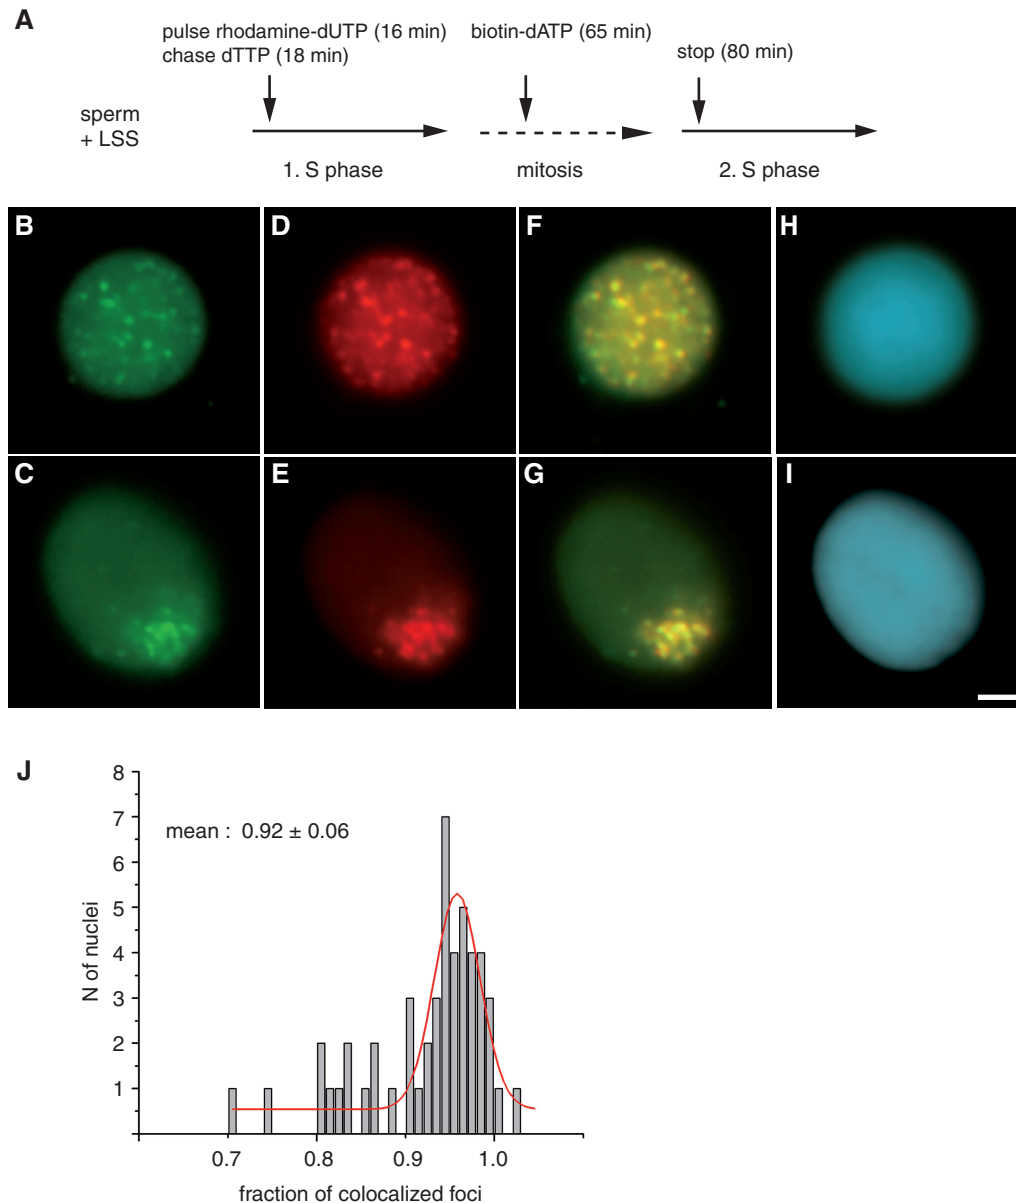 A
pulse rhodamine-dUTP (16 min)
chase dTTP (18 min)
biotin-dATP (65 min)
stop (80 min)
sperm
+ LSS
1. S phase
mitosis
2. S phase
B
D
F
H
C
E
G
I
J
8
7
6
5
4
3
2
1
N of nuclei
mean : 0.92 ± 0.06
0.7
0.8
0.9
1.0
fraction of colocalized foci